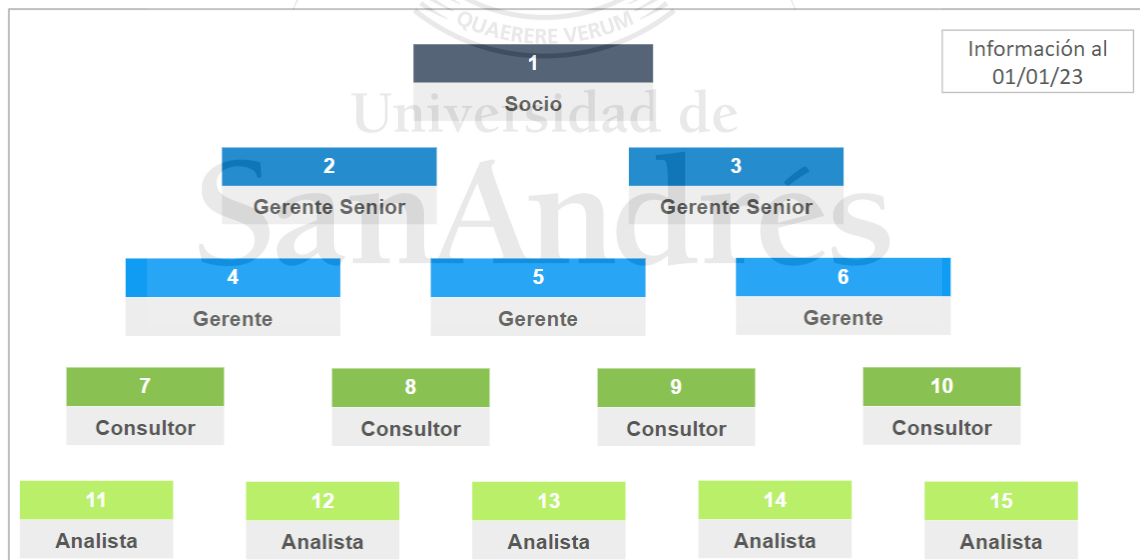 QUAERERE VERUM
Información al
01/01/23
1
Socio
Universidad de
2
3
Gerente Senior
Gerente Senior
SanAndrés
4
5
6
Gerente
Gerente
Gerente
7
8
9
10
Consultor
Consultor
Consultor
Consultor
11
12
13
14
15
Analista
Analista
Analista
Analista
Analista